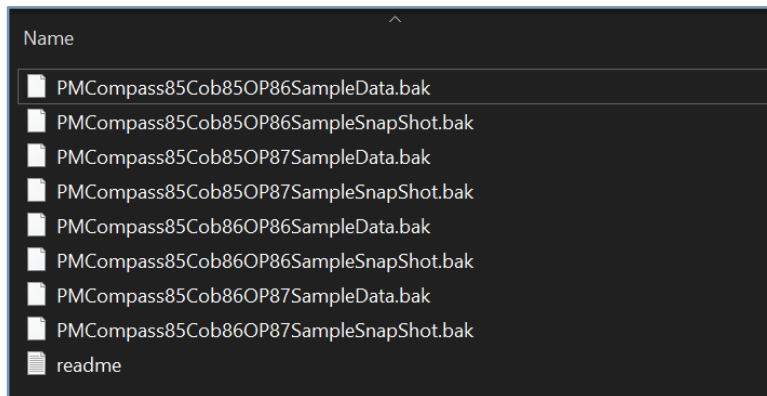 Name
PMCompass85Cob85OP86SampleData.bak
PMCompass85Cob85OP86SampleSnapShot.bak
PMCompass85Cob85OP87SampleData.bak
PMCompass85Cob85OP87SampleSnapShot.bak
PMCompass85Cob86OP86SampleData.bak
PMCompass85Cob86OP86SampleSnapShot.bak
PMCompass85Cob86OP87SampleData.bak
PMCompass85Cob86OP87SampleSnapShot.bak
readme